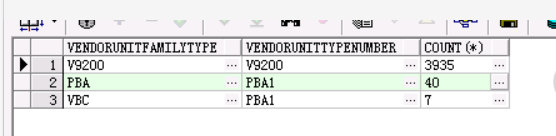 VENDORUNITFAMILYTYPE VENDORUNITTYPENUMBER COUNT(*)
1 V9200 ... V9200 ... 3935 ...
2 PBA ... PBA1 ... 40 ...
3 VBC ... PBA1 ... 7 ...